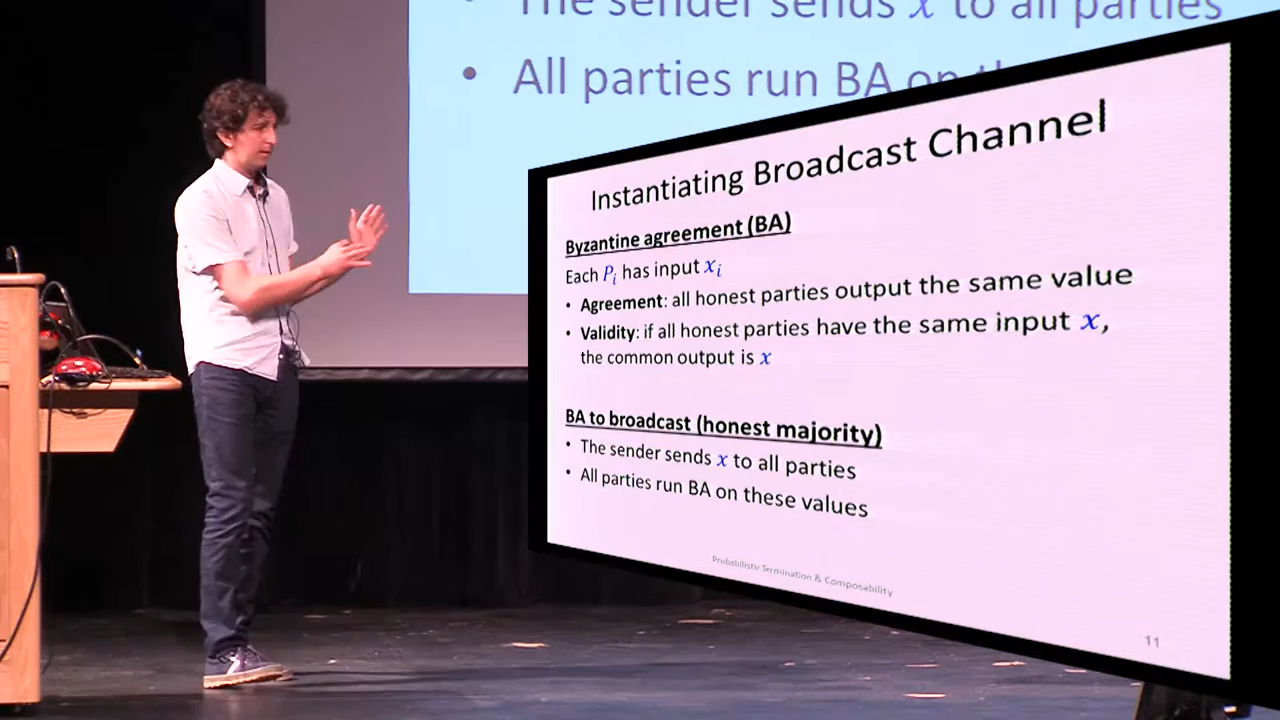 The sender sends x to all parties
• All parties run BA on
Instantiating Broadcast Channel
Byzantine agreement (BA)
Each Pᵢ has input xᵢ
• Agreement: all honest parties output the same value
• Validity: if all honest parties have the same input x,
the common output is x
BA to broadcast (honest majority)
• The sender sends x to all parties
• All parties run BA on these values
Probabilistic Termination & Composability
11